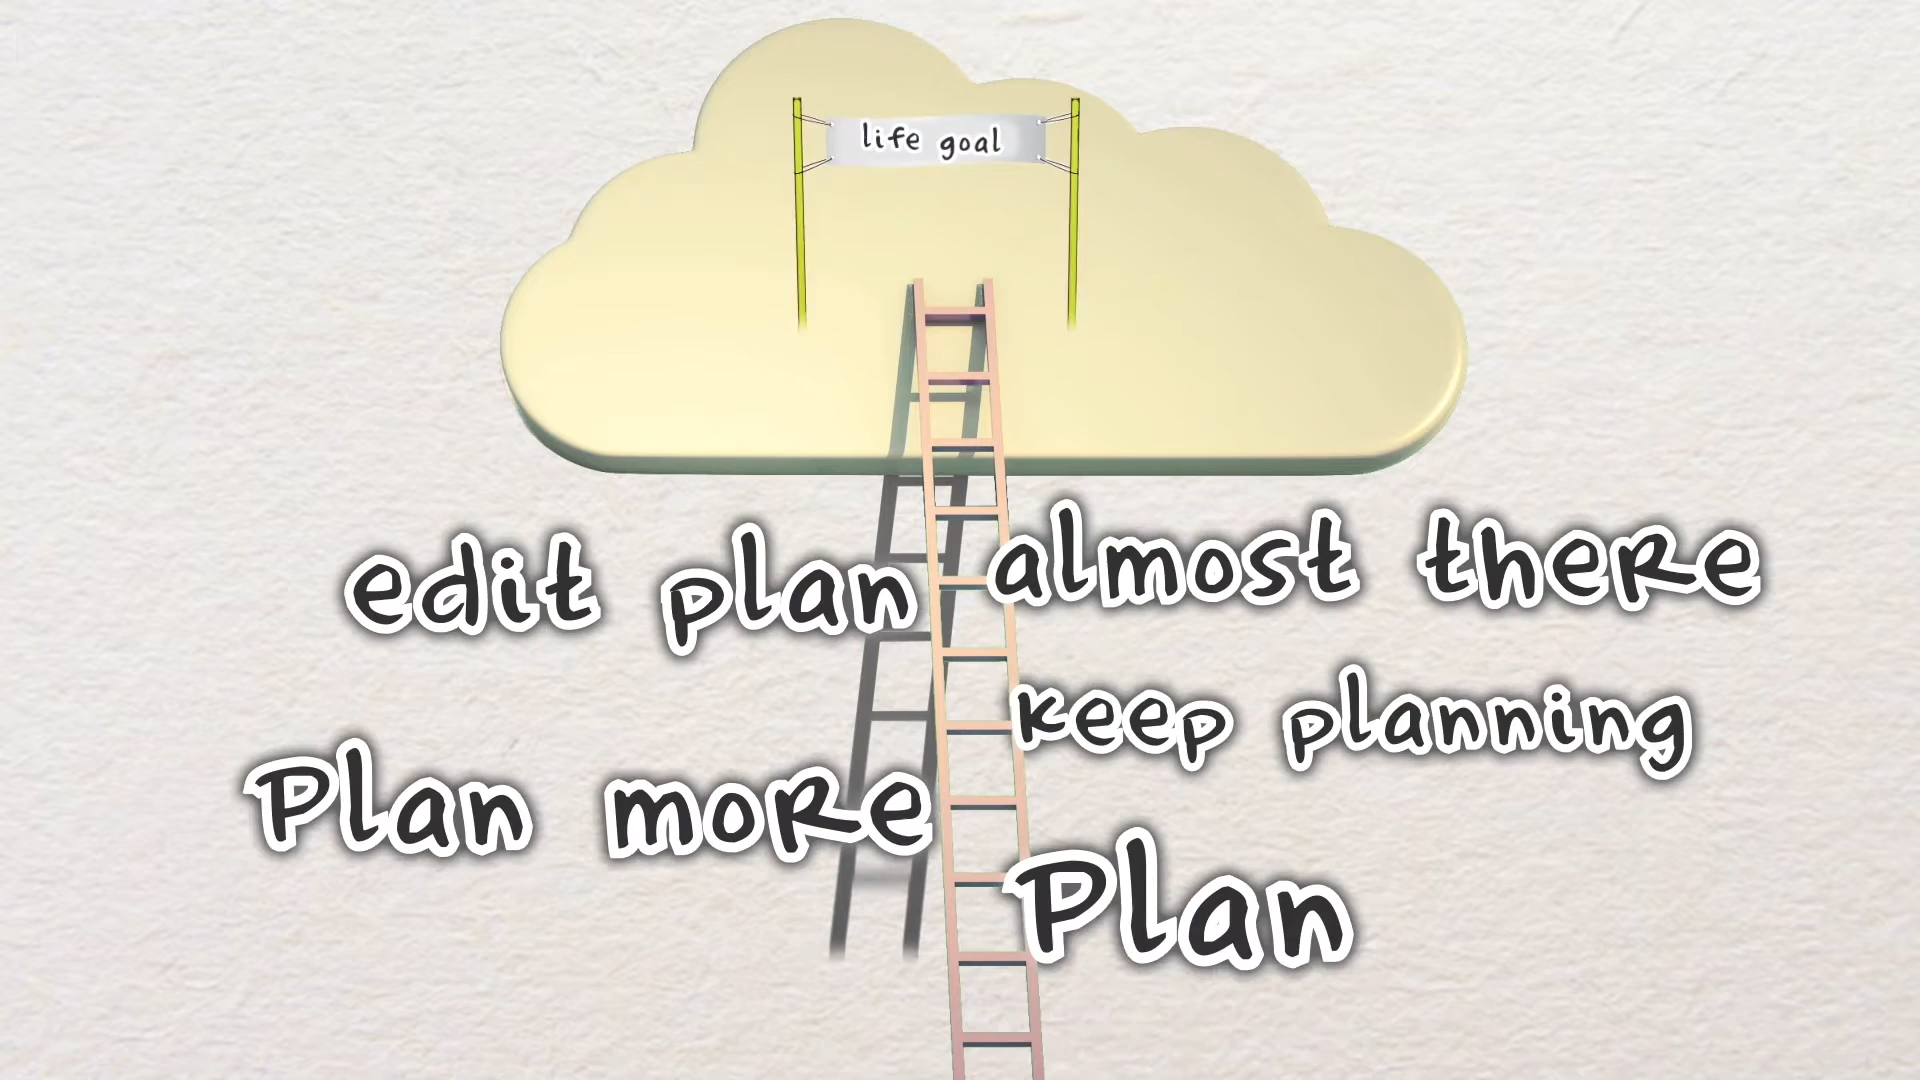 life goal
edit plan
almost there
keep planning
Plan more
Plan